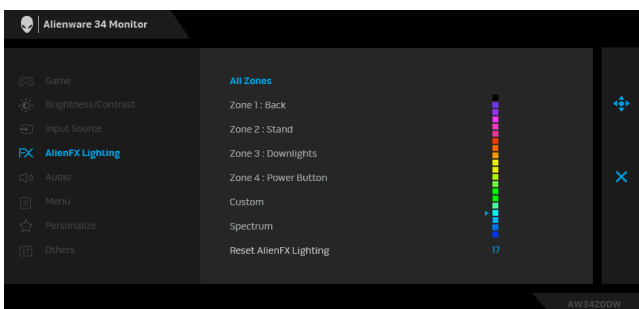 Alienware 34 Monitor
Game
All Zones
Brightness/Contrast
Zone 1 : Back
Input Source
Zone 2 : Stand
AlienFX Lighting
Zone 3 : Downlights
Audio
Zone 4 : Power Button
Menu
Custom
Personalize
Spectrum
Others
Reset AlienFX Lighting
17
AW3420DW